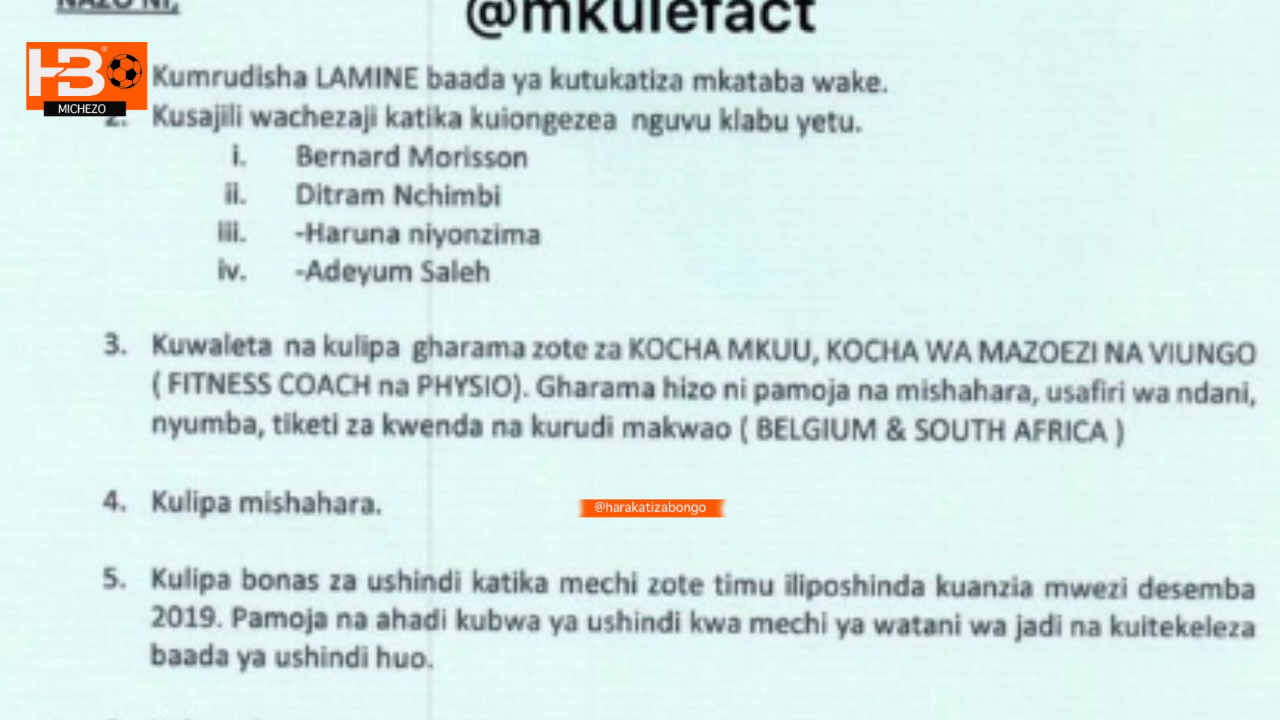 NAZO NI,
@mkulefact
HBO
MICHEZO
Kumrudisha LAMINE baada ya kutukatiza mkataba wake.
2. Kusajili wachezaji katika kuiongezea nguvu klabu yetu.
i. Bernard Morisson
ii. Ditram Nchimbi
iii. -Haruna niyonzima
iv. -Adeyum Saleh
3. Kuwaleta na kulipa gharama zote za KOCHA MKUU, KOCHA WA MAZOEZI NA VIUNGO
( FITNESS COACH na PHYSIO). Gharama hizo ni pamoja na mishahara, usafiri wa ndani,
nyumba, tiketi za kwenda na kurudi makwao ( BELGIUM & SOUTH AFRICA )
4. Kulipa mishahara.
@harakatizabongo
5. Kulipa bonas za ushindi katika mechi zote timu iliposhinda kuanzia mwezi desemba
2019. Pamoja na ahadi kubwa ya ushindi kwa mechi ya watani wa jadi na kuitekeleza
baada ya ushindi huo.